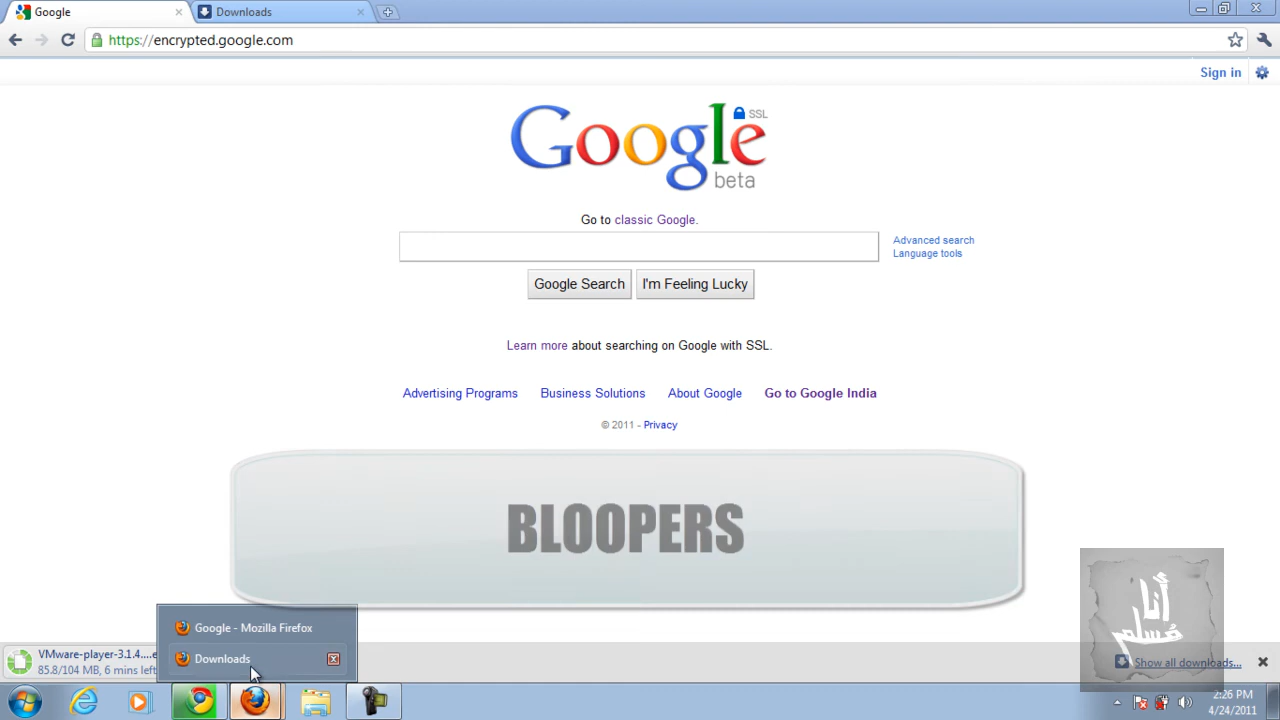 Google
Downloads
https://encrypted.google.com
Sign in
Google
SSL
beta
Go to classic Google.
Advanced search
Language tools
Google Search
I'm Feeling Lucky
Learn more about searching on Google with SSL.
Advertising Programs
Business Solutions
About Google
Go to Google India
© 2011 - Privacy
BLOOPERS
أنا
مسلم
Google - Mozilla Firefox
Downloads
VMware-player-3.1.4....e
85.8/104 MB, 6 mins left
Show all downloads...
2:26 PM
4/24/2011